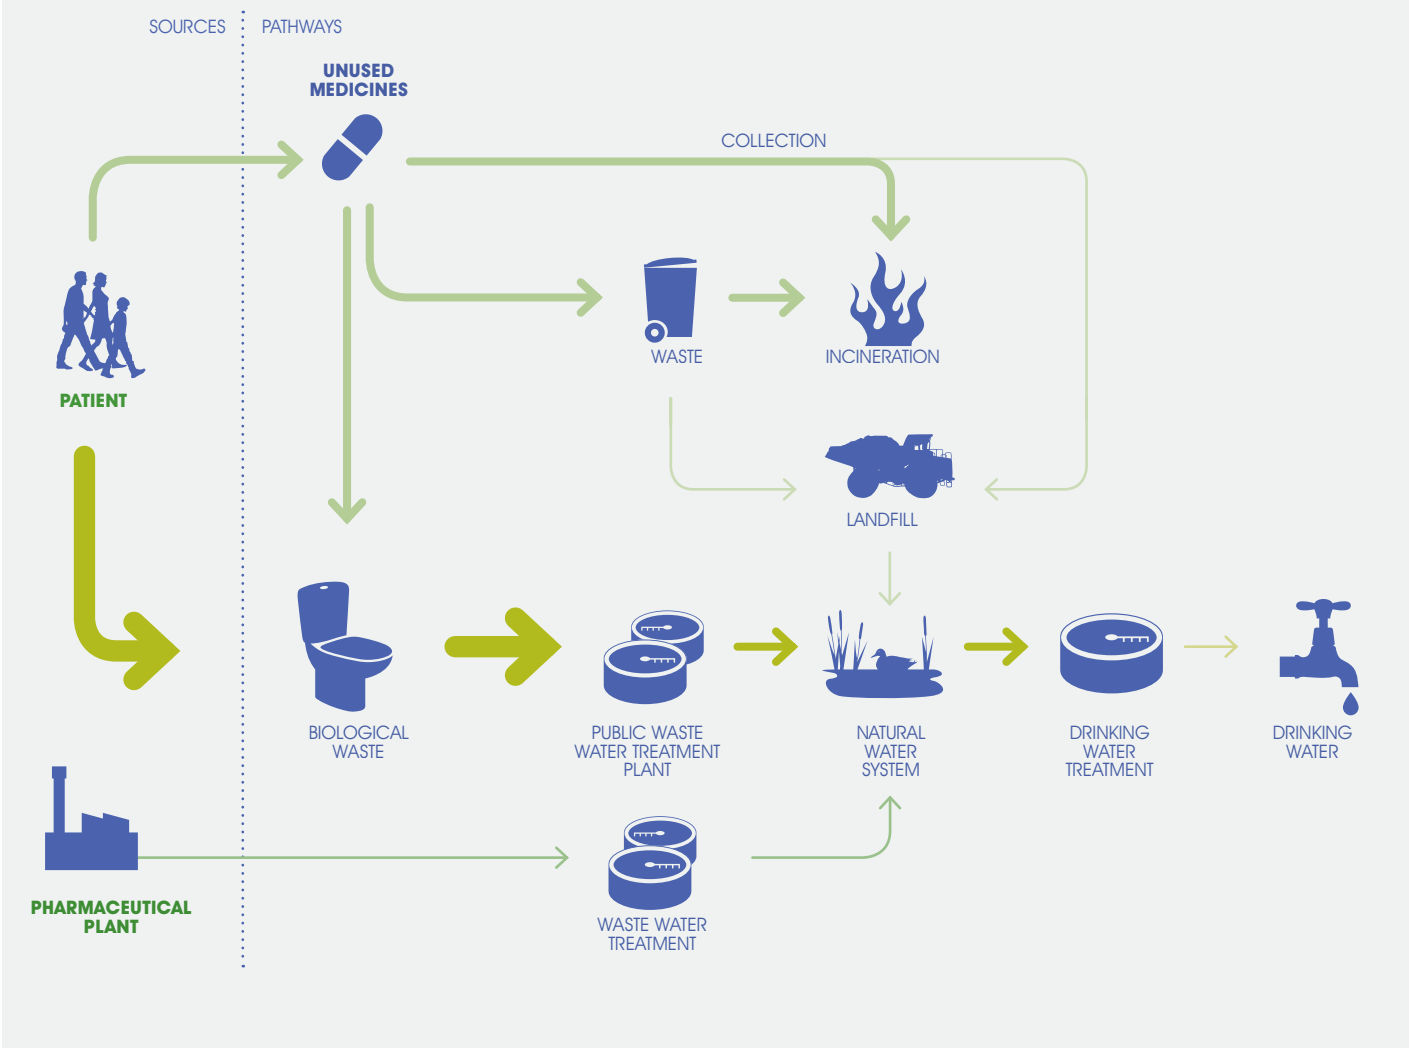 SOURCES
PATHWAYS
UNUSED
MEDICINES
COLLECTION
WASTE
INCINERATION
PATIENT
LANDFILL
BIOLOGICAL
WASTE
PUBLIC WASTE
WATER TREATMENT
PLANT
NATURAL
WATER
SYSTEM
DRINKING
WATER
TREATMENT
DRINKING
WATER
PHARMACEUTICAL
PLANT
WASTE WATER
TREATMENT